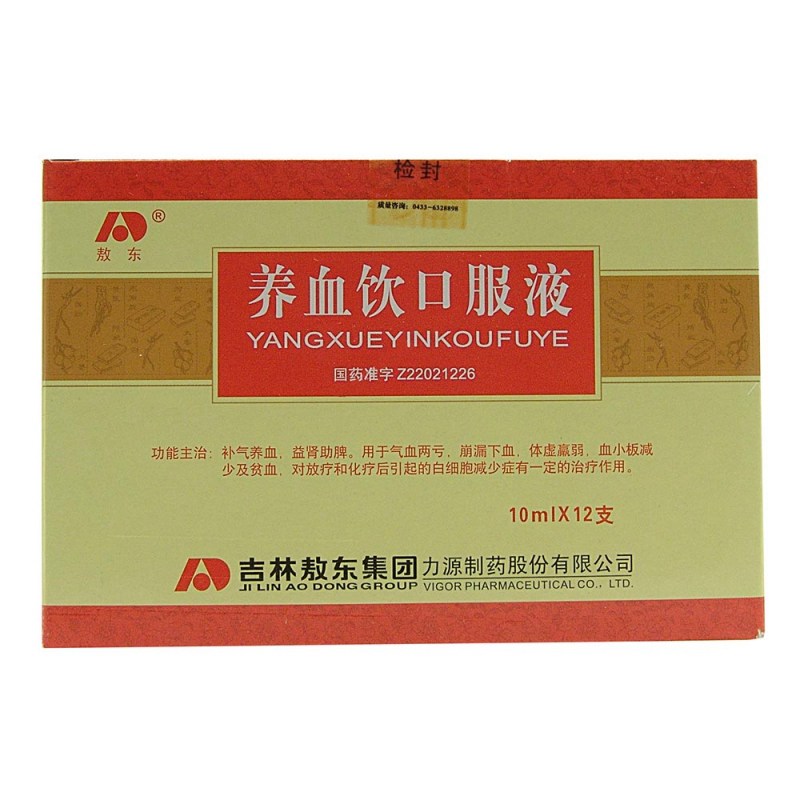 检封
质量咨询：0433-6328898
®
敖东
养血饮口服液
YANGXUEYINKOUFUYE
国药准字Z22021226
功能主治：补气养血，益肾助脾。用于气血两亏，崩漏下血，体虚羸弱，血小板减
少及贫血，对放疗和化疗后引起的白细胞减少症有一定的治疗作用。
10mlX12支
吉林敖东集团力源制药股份有限公司
JI LIN AO DONG GROUP VIGOR PHARMACEUTICAL CO., LTD.